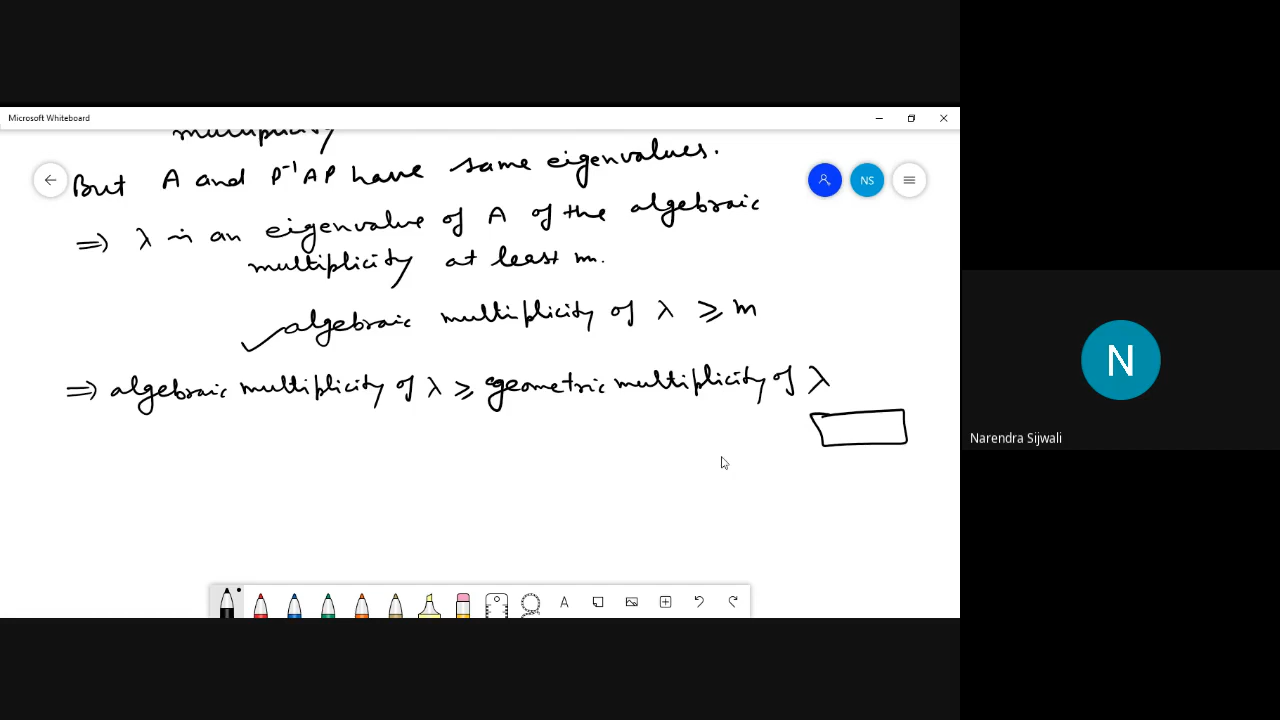 Microsoft Whiteboard
multiplicity
But A and P⁻¹AP have same eigenvalues.
NS
⇒ λ is an eigenvalue of A of the algebraic
multiplicity at least m.
algebraic multiplicity of λ ⩾ m
⇒ algebraic multiplicity of λ ⩾ geometric multiplicity of λ
N
Narendra Sijwali
A